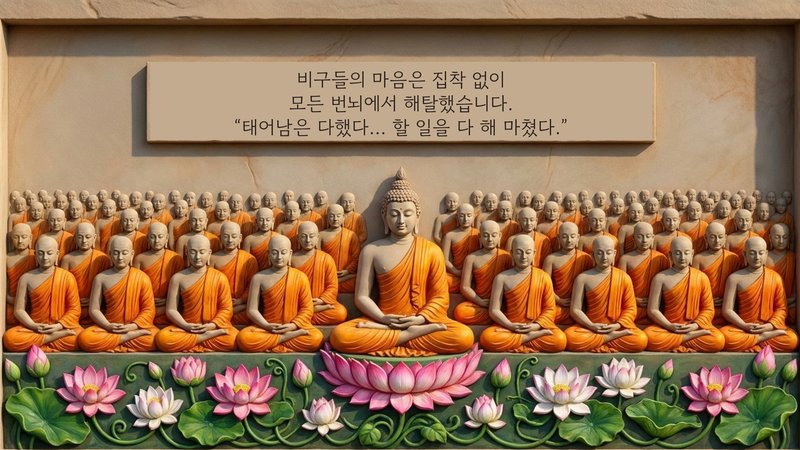 비구들의 마음은 집착 없이
모든 번뇌에서 해탈했습니다.
“태어남은 다했다... 할 일을 다 해 마쳤다.”